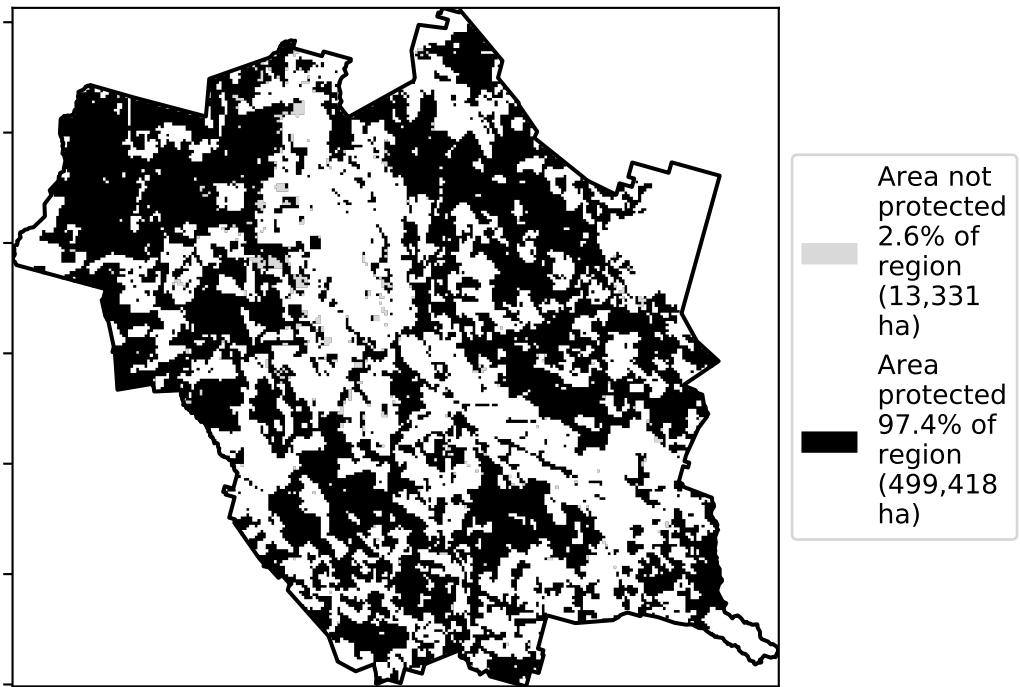 Area not
protected
2.6% of
region
(13,331
ha)
Area
protected
97.4% of
region
(499,418
ha)